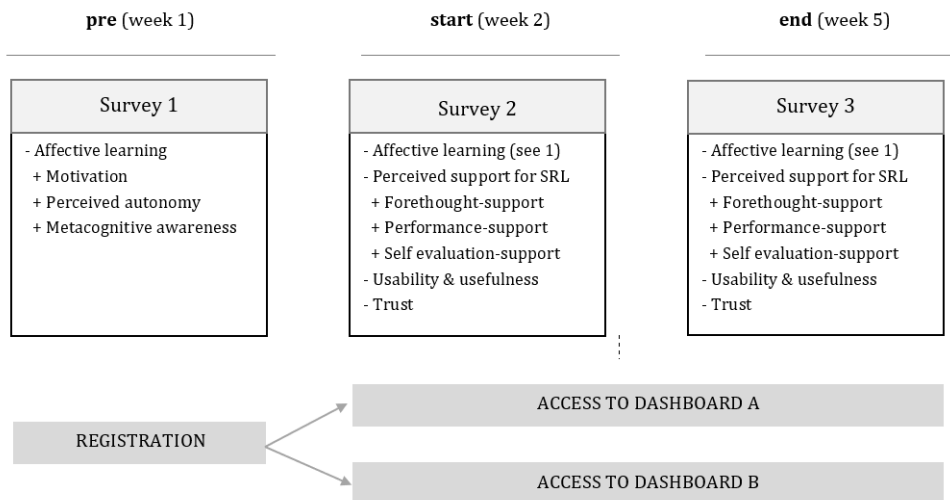 pre (week 1)
start (week 2)
end (week 5)
Survey 1
- Affective learning
+ Motivation
+ Perceived autonomy
+ Metacognitive awareness
Survey 2
- Affective learning (see 1)
- Perceived support for SRL
+ Forethought-support
+ Performance-support
+ Self evaluation-support
- Usability & usefulness
- Trust
Survey 3
- Affective learning (see 1)
- Perceived support for SRL
+ Forethought-support
+ Performance-support
+ Self evaluation-support
- Usability & usefulness
- Trust
REGISTRATION
ACCESS TO DASHBOARD A
ACCESS TO DASHBOARD B